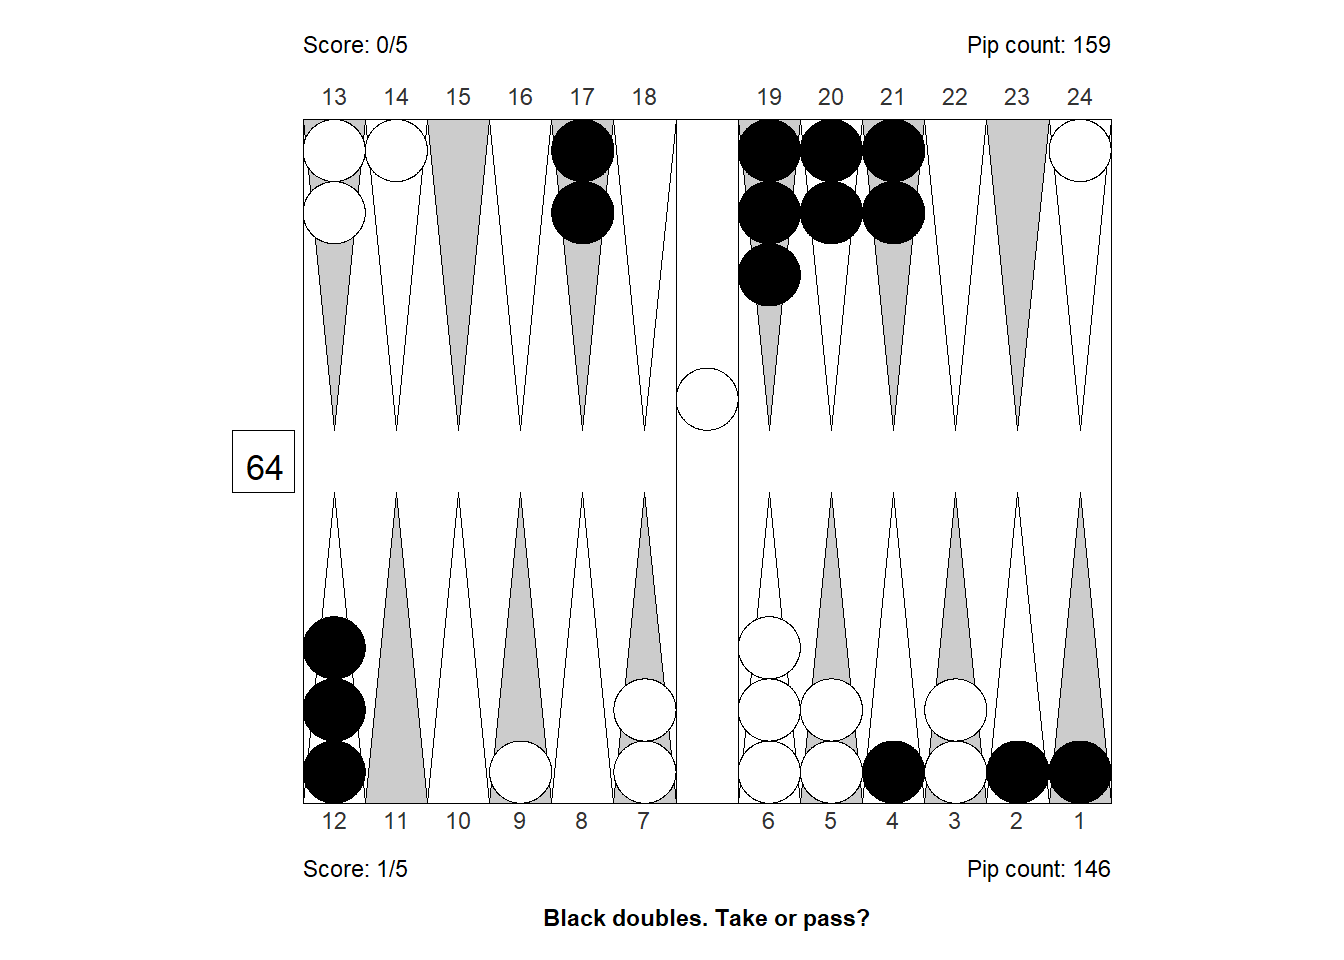 Score: 0/5 Pip count: 159
13 14 15 16 17 18 19 20 21 22 23 24
64
12 11 10 9 8 7 6 5 4 3 2 1
Score: 1/5 Pip count: 146
Black doubles. Take or pass?